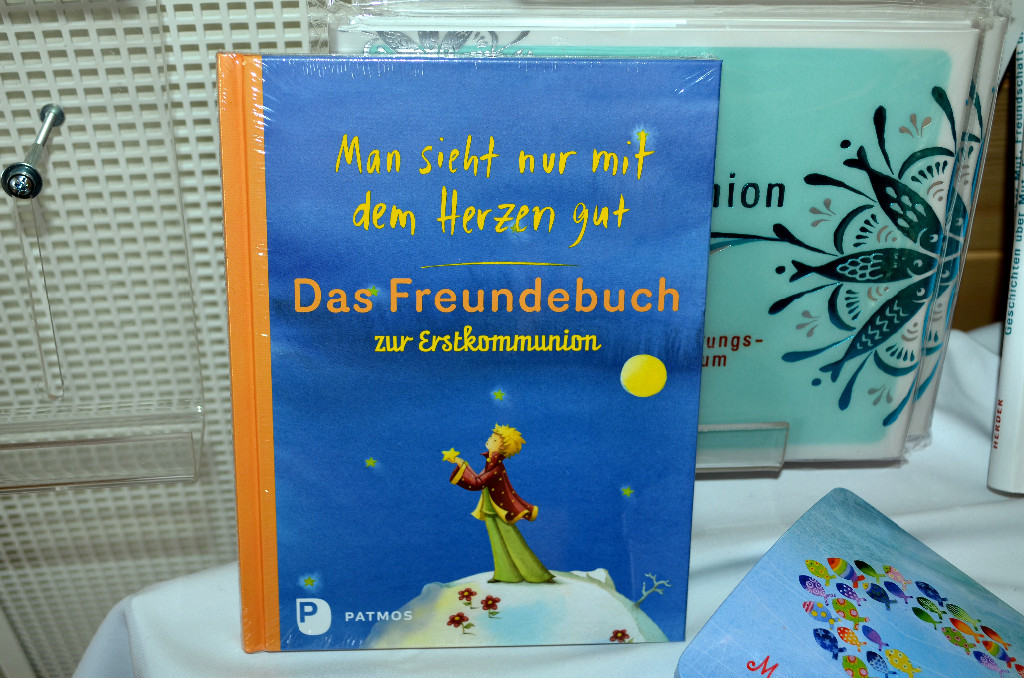 Man sieht nur mit
dem Herzen gut
Das Freundebuch
zur Erstkommunion
P PATMOS
nion
ungs-
um
HERDER
M